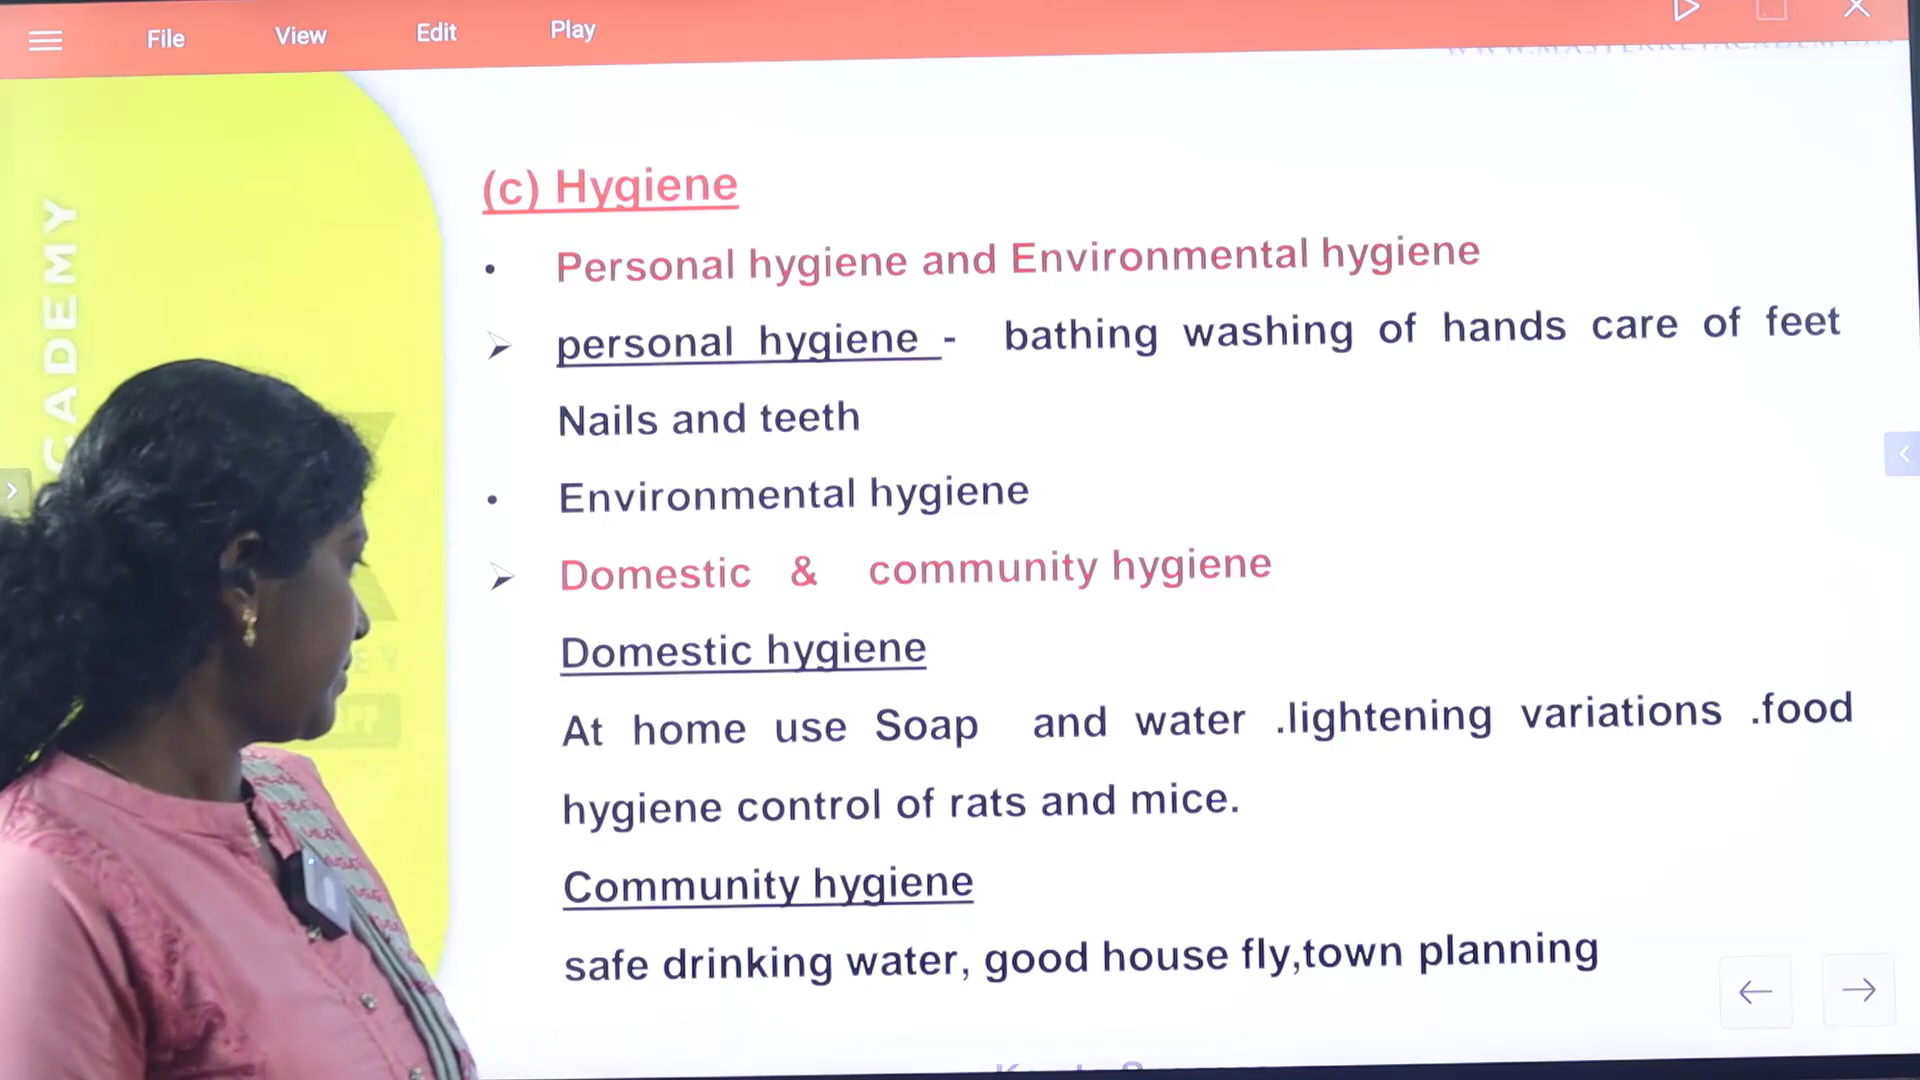 File View Edit Play
(c) Hygiene
• Personal hygiene and Environmental hygiene
➢ personal hygiene - bathing washing of hands care of feet
Nails and teeth
• Environmental hygiene
➢ Domestic & community hygiene
Domestic hygiene
At home use Soap and water .lightening variations .food
hygiene control of rats and mice.
Community hygiene
safe drinking water, good house fly,town planning
CADEMY